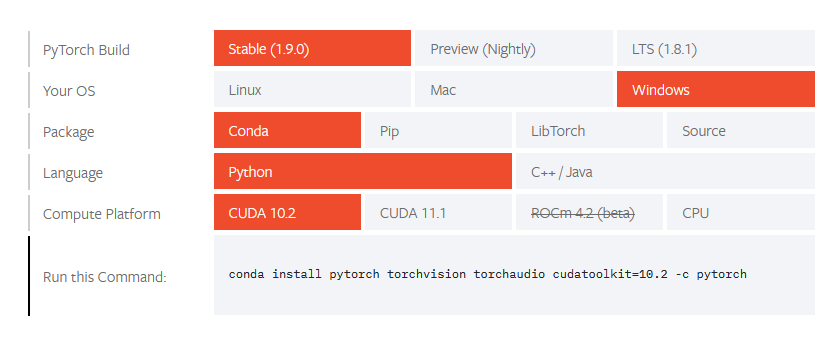 PyTorch Build Stable (1.9.0) Preview (Nightly) LTS (1.8.1)
Your OS Linux Mac Windows
Package Conda Pip LibTorch Source
Language Python C++ / Java
Compute Platform CUDA 10.2 CUDA 11.1 ROCm 4.2 (beta) CPU
Run this Command: conda install pytorch torchvision torchaudio cudatoolkit=10.2 -c pytorch